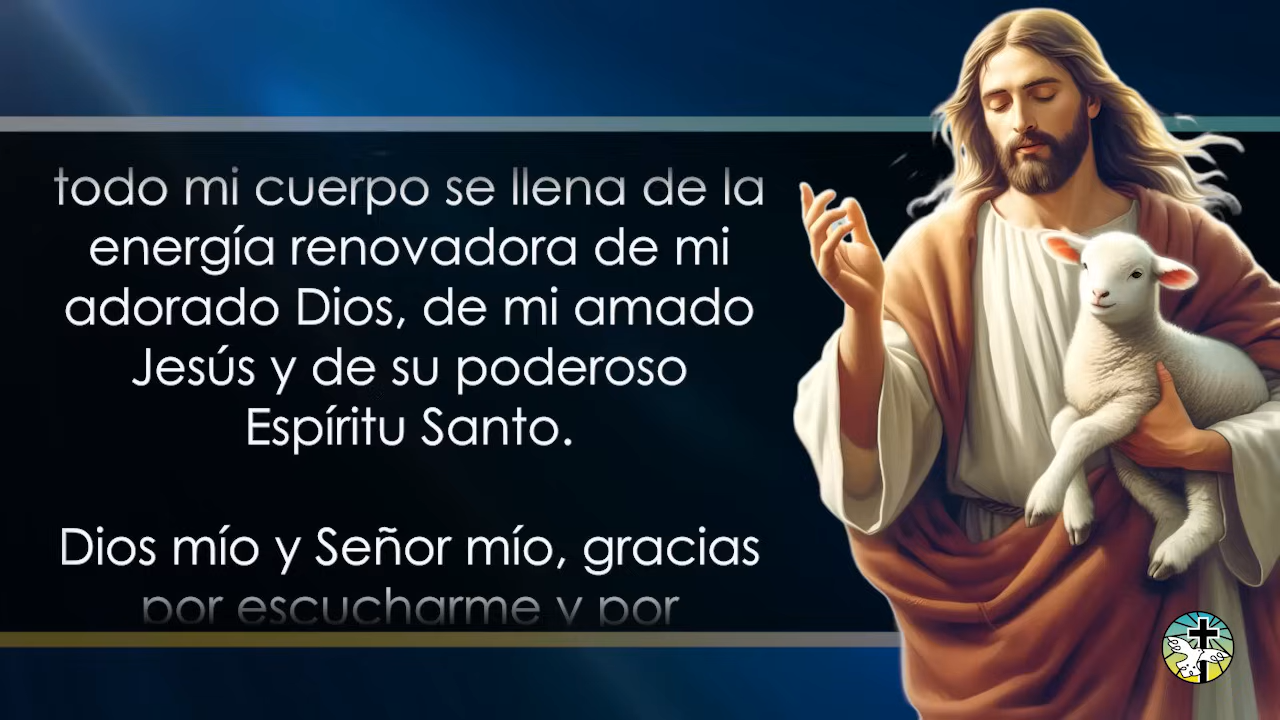 todo mi cuerpo se llena de la
energía renovadora de mi
adorado Dios, de mi amado
Jesús y de su poderoso
Espíritu Santo.
Dios mío y Señor mío, gracias
por escucharme y por